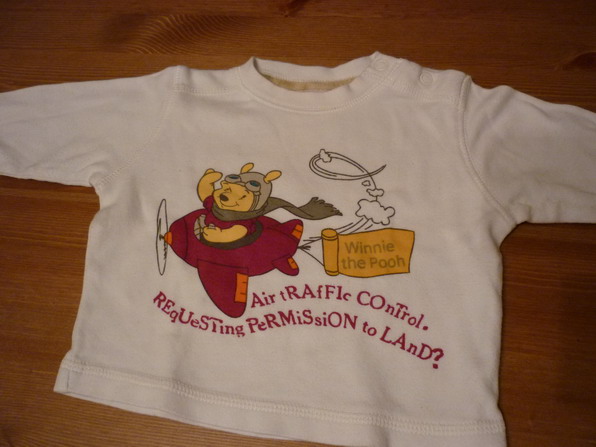 Winnie
the Pooh
Air tRAfFIc COnTrol.
REqUeSTing PeRMiSsiON to LAnD?